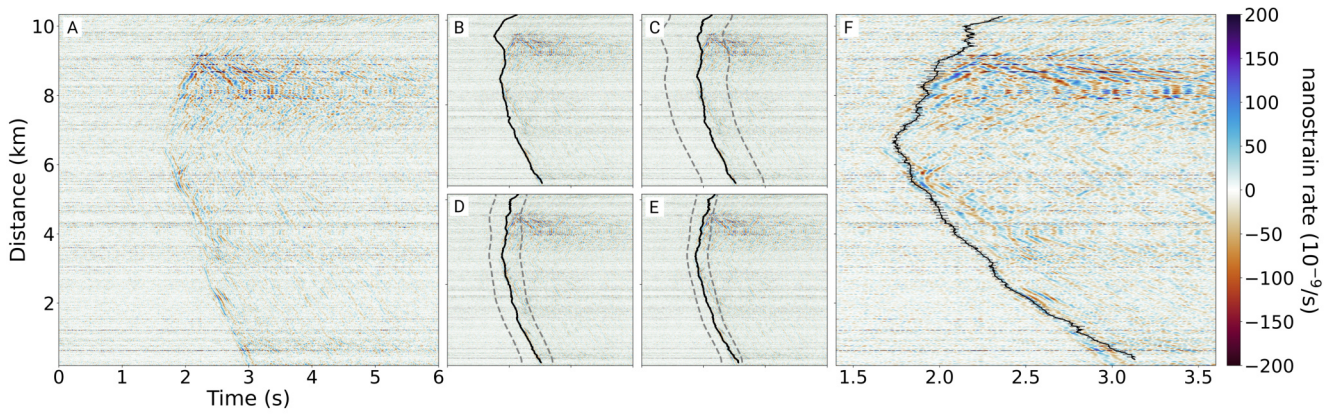 A
B
C
D
E
F
10
8
6
4
2
Distance (km)
0 1 2 3 4 5 6
Time (s)
1.5 2.0 2.5 3.0 3.5
200
150
100
50
0
−50
−100
−150
−200
nanostrain rate (10⁻⁹/s)